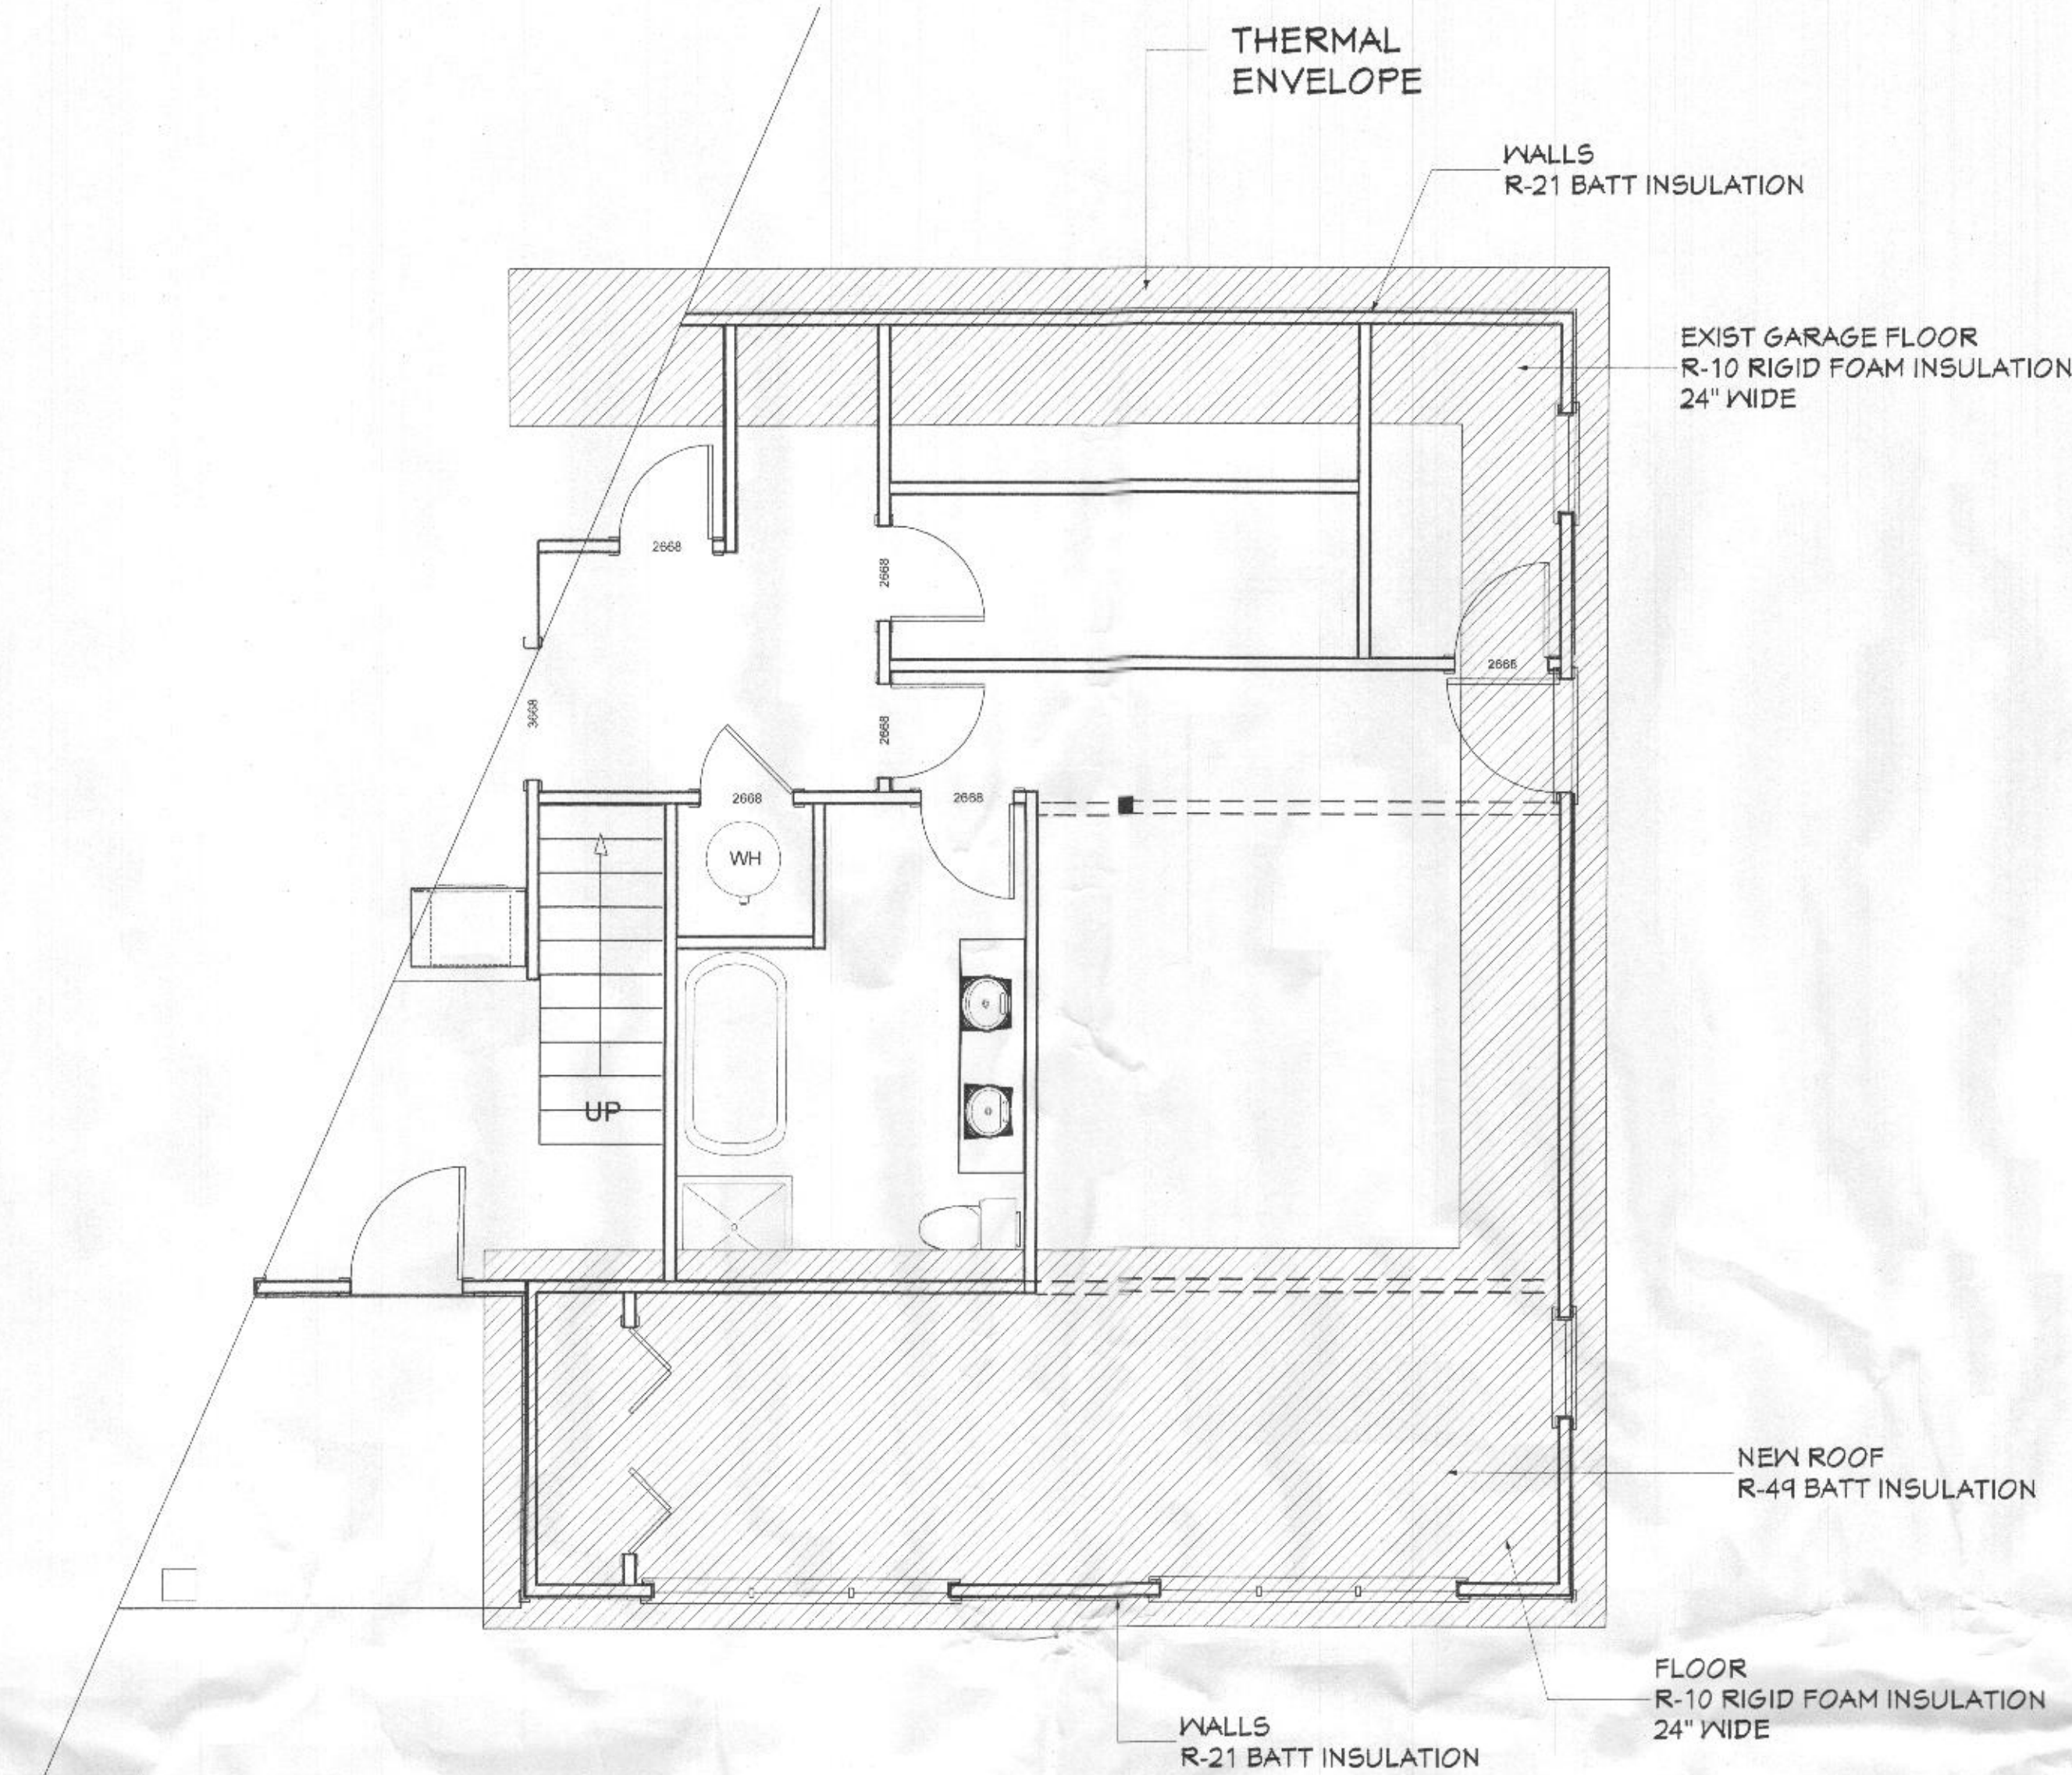 THERMAL
ENVELOPE
WALLS
R-21 BATT INSULATION
EXIST GARAGE FLOOR
R-10 RIGID FOAM INSULATION
24" WIDE
2668
2668
2668
3668
2668
2668
2668
WH
UP
NEW ROOF
R-49 BATT INSULATION
FLOOR
R-10 RIGID FOAM INSULATION
24" WIDE
WALLS
R-21 BATT INSULATION